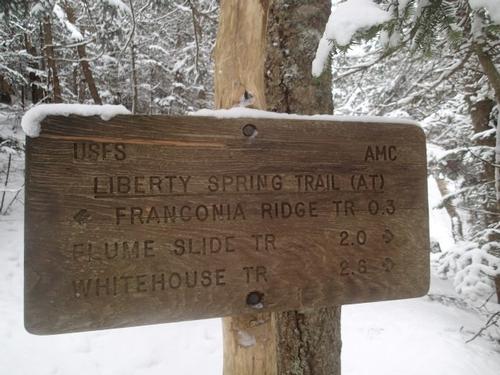 USFS AMC
LIBERTY SPRING TRAIL (AT)
FRANCONIA RIDGE TR 0.3
FLUME SLIDE TR 2.0
WHITEHOUSE TR 2.6